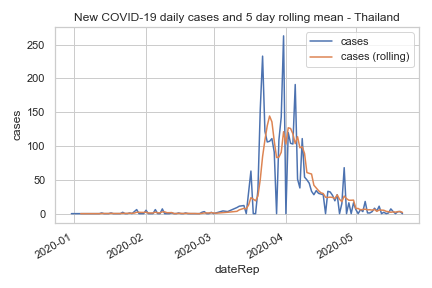 New COVID-19 daily cases and 5 day rolling mean - Thailand
cases
cases (rolling)
250
200
150
100
50
0
cases
2020-01
2020-02
2020-03
2020-04
2020-05
dateRep